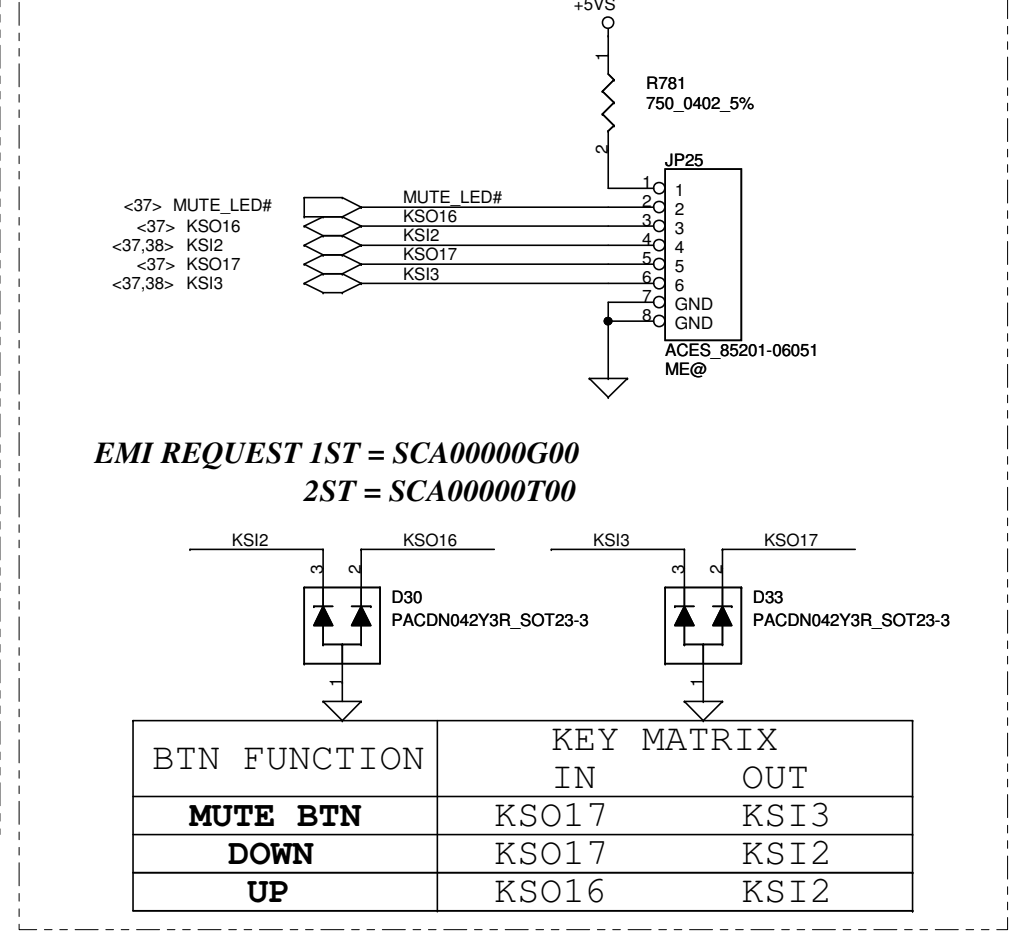 +5VS
1
R781
750_0402_5%
2
JP25
<37> MUTE_LED# MUTE_LED# 1 1
<37> KSO16 KSO16 2 2
<37,38> KSI2 KSI2 3 3
<37> KSO17 KSO17 4 4
<37,38> KSI3 KSI3 5 5
6 6
7 GND
8 GND
ACES_85201-06051
ME@
EMI REQUEST 1ST = SCA00000G00
2ST = SCA00000T00
KSI2 KSO16 KSI3 KSO17
3 2 3 2
D30 D33
PACDN042Y3R_SOT23-3 PACDN042Y3R_SOT23-3
1 1
BTN FUNCTION KEY MATRIX
IN OUT
MUTE BTN KSO17 KSI3
DOWN KSO17 KSI2
UP KSO16 KSI2